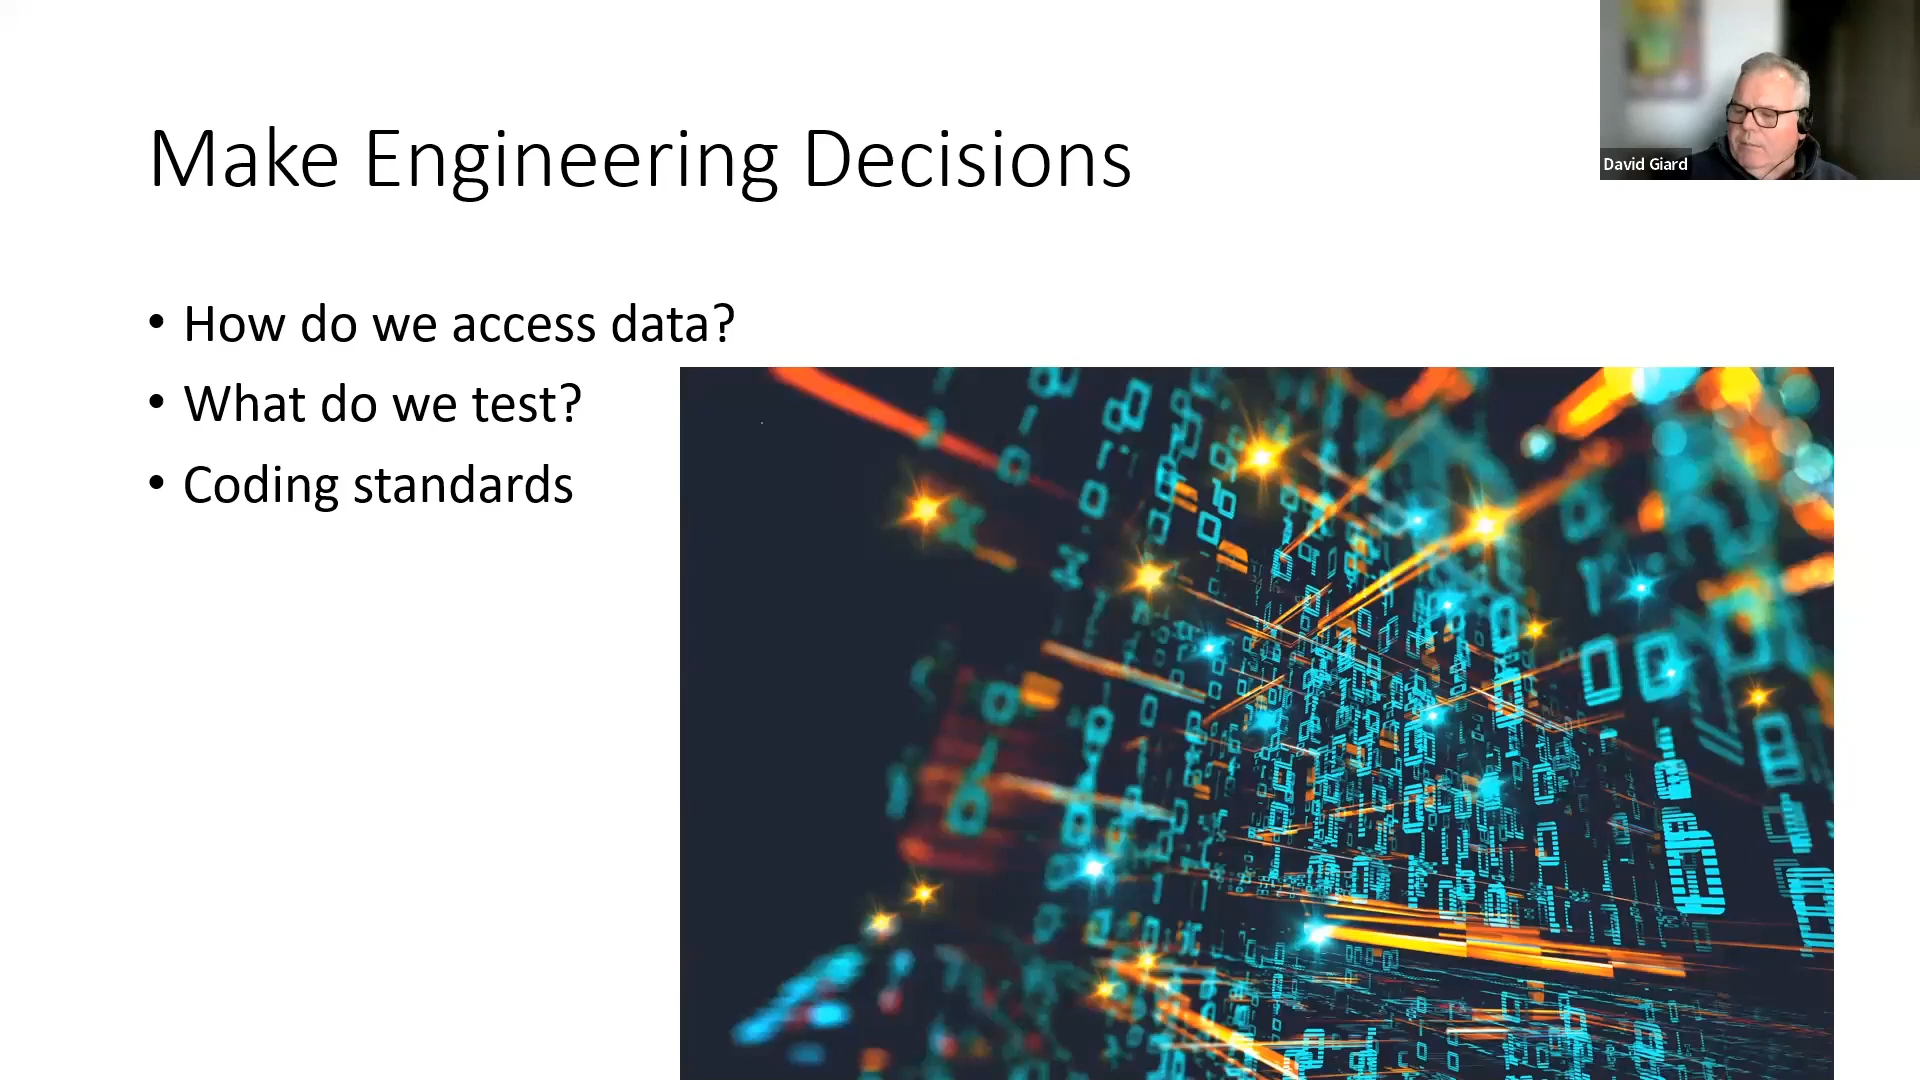 Make Engineering Decisions
David Giard
• How do we access data?
• What do we test?
• Coding standards